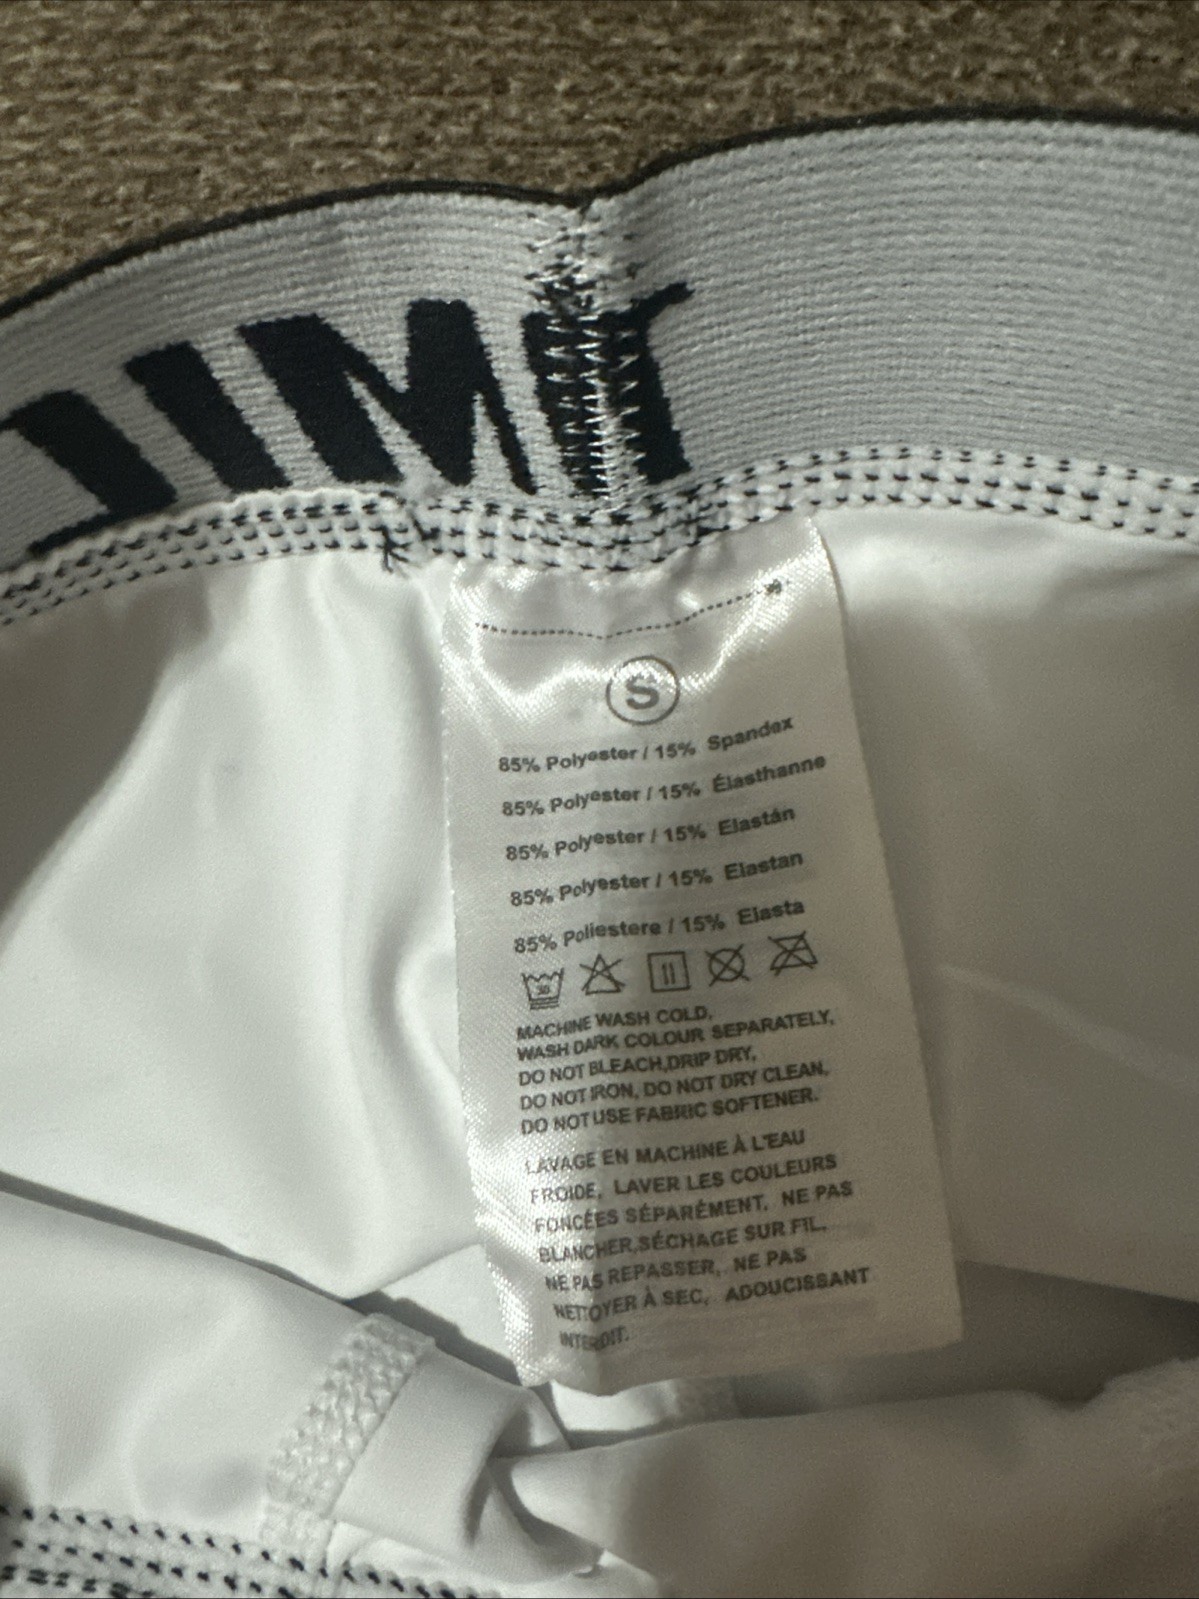 S
85% Polyester / 15% Spandex
85% Polyester / 15% Élasthanne
85% Polyester / 15% Elastán
85% Polyester / 15% Elastan
85% Poliestere / 15% Elasta
30
MACHINE WASH COLD,
WASH DARK COLOUR SEPARATELY,
DO NOT BLEACH,DRIP DRY,
DO NOT IRON, DO NOT DRY CLEAN,
DO NOT USE FABRIC SOFTENER.
LAVAGE EN MACHINE À L'EAU
FROIDE, LAVER LES COULEURS
FONCÉES SÉPARÉMENT, NE PAS
BLANCHER,SÉCHAGE SUR FIL,
NE PAS REPASSER, NE PAS
NETTOYER À SEC, ADOUCISSANT
INTERDIT.